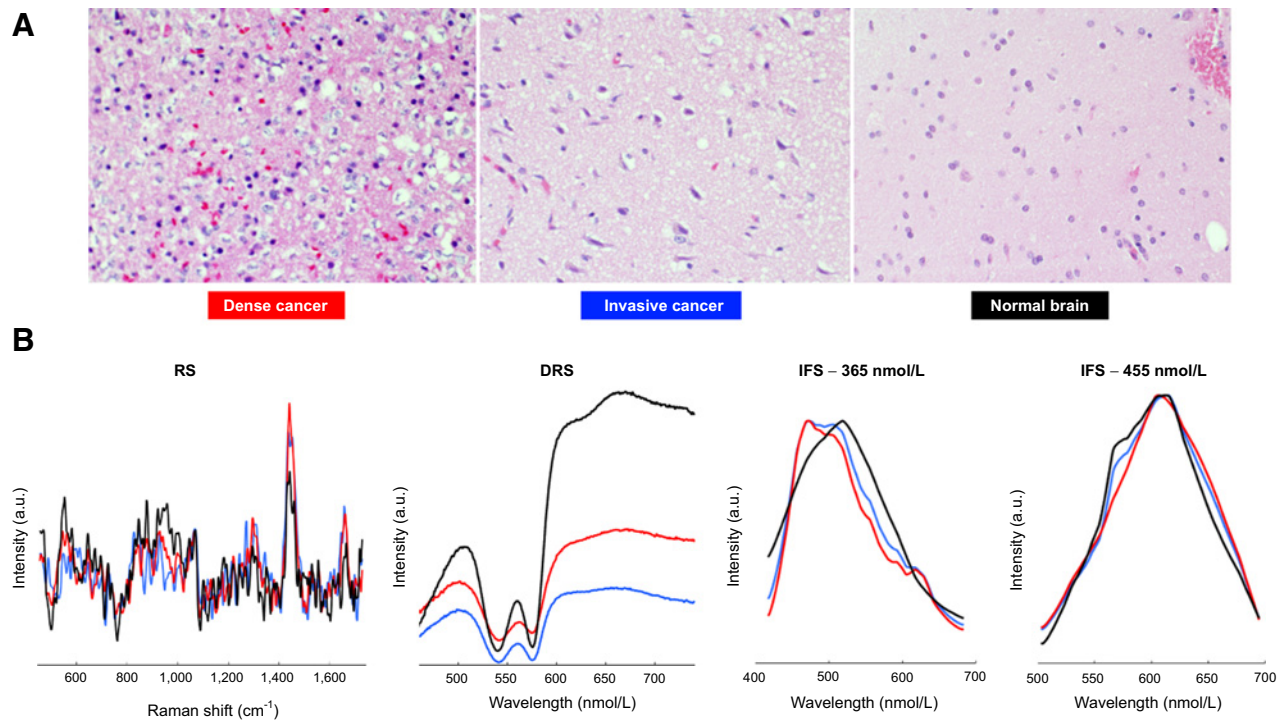 A
Dense cancer
Invasive cancer
Normal brain
B
RS
DRS
IFS – 365 nmol/L
IFS – 455 nmol/L
Intensity (a.u.)
Intensity (a.u.)
Intensity (a.u.)
Intensity (a.u.)
600 800 1,000 1,200 1,400 1,600
500 550 600 650 700
400 500 600 700
500 550 600 650 700
Raman shift (cm-1)
Wavelength (nmol/L)
Wavelength (nmol/L)
Wavelength (nmol/L)